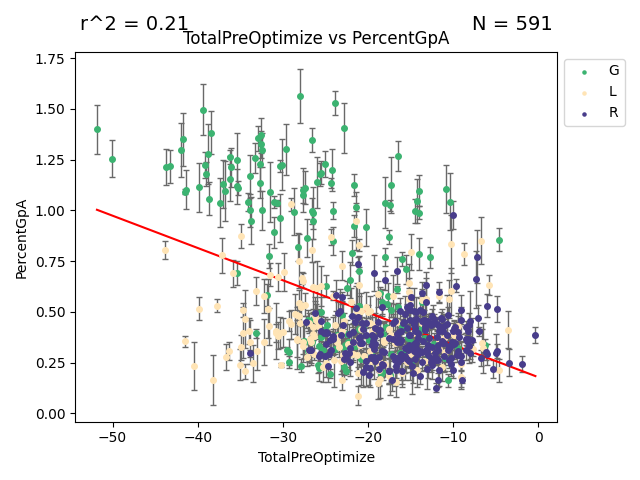 r^2 = 0.21
N = 591
TotalPreOptimize vs PercentGpA
1.75
1.50
1.25
1.00
0.75
0.50
0.25
0.00
PercentGpA
−50
−40
−30
−20
−10
0
TotalPreOptimize
G
L
R